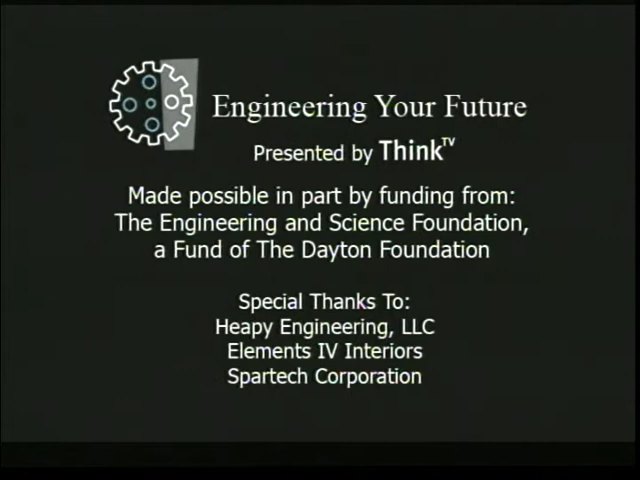 Engineering Your Future
Presented by ThinkTV
Made possible in part by funding from:
The Engineering and Science Foundation,
a Fund of The Dayton Foundation
Special Thanks To:
Heapy Engineering, LLC
Elements IV Interiors
Spartech Corporation